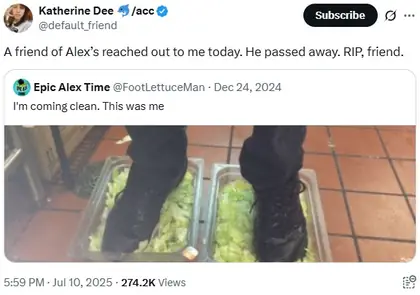 Katherine Dee 🐬/acc
@default_friend
Subscribe
A friend of Alex’s reached out to me today. He passed away. RIP, friend.
Epic Alex Time @FootLettuceMan · Dec 24, 2024
I'm coming clean. This was me
5:59 PM · Jul 10, 2025 · 274.2K Views